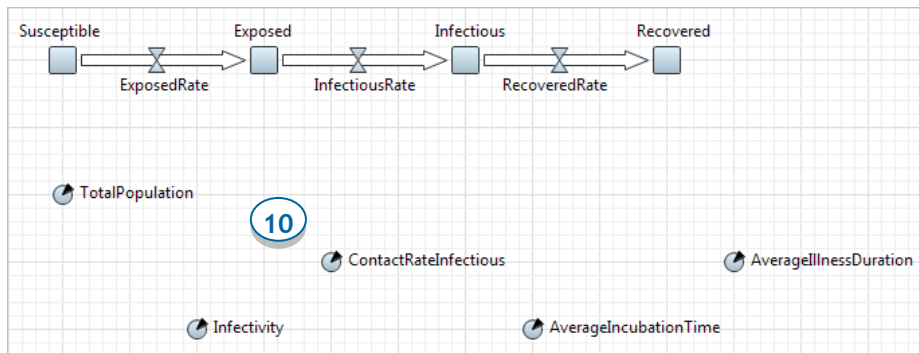 Susceptible Exposed Infectious Recovered
ExposedRate InfectiousRate RecoveredRate
TotalPopulation
10
ContactRateInfectious AverageIllnessDuration
Infectivity AverageIncubationTime